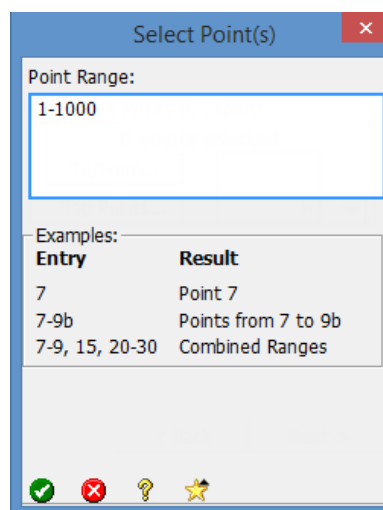 Select Point(s)
Point Range:
1-1000
Examples:
Entry Result
7 Point 7
7-9b Points from 7 to 9b
7-9, 15, 20-30 Combined Ranges